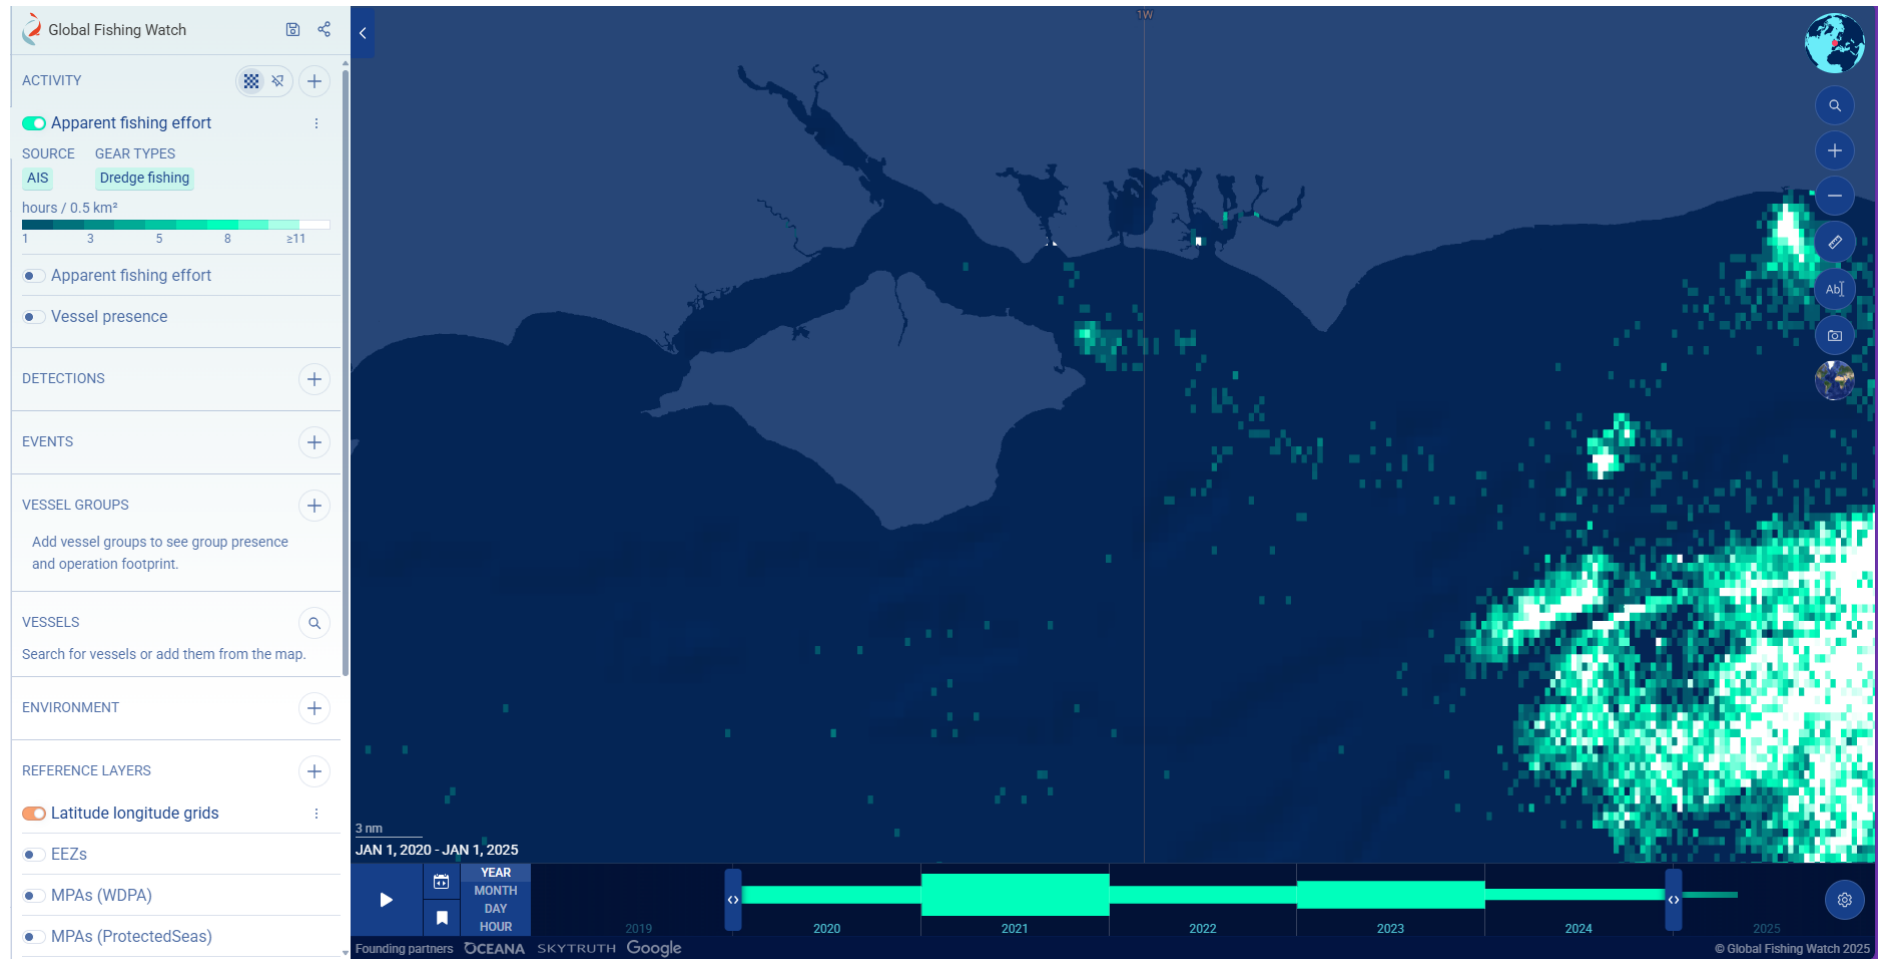 Global Fishing Watch
ACTIVITY
Apparent fishing effort
SOURCE GEAR TYPES
AIS Dredge fishing
hours / 0.5 km²
1 3 5 8 ≥11
Apparent fishing effort
Vessel presence
DETECTIONS
EVENTS
VESSEL GROUPS
Add vessel groups to see group presence
and operation footprint.
VESSELS
Search for vessels or add them from the map.
ENVIRONMENT
REFERENCE LAYERS
Latitude longitude grids
EEZs
MPAs (WDPA)
MPAs (ProtectedSeas)
1W
Ab
3 nm
JAN 1, 2020 - JAN 1, 2025
YEAR
MONTH
DAY
HOUR
2019 2020 2021 2022 2023 2024 2025
Founding partners OCEANA SKYTRUTH Google
© Global Fishing Watch 2025